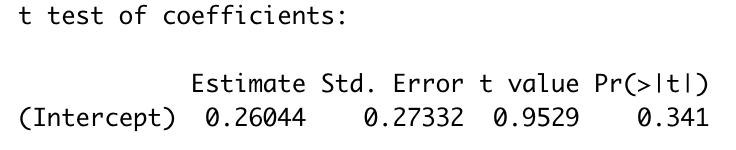 t test of coefficients:
Estimate Std. Error t value Pr(>|t|)
(Intercept) 0.26044 0.27332 0.9529 0.341